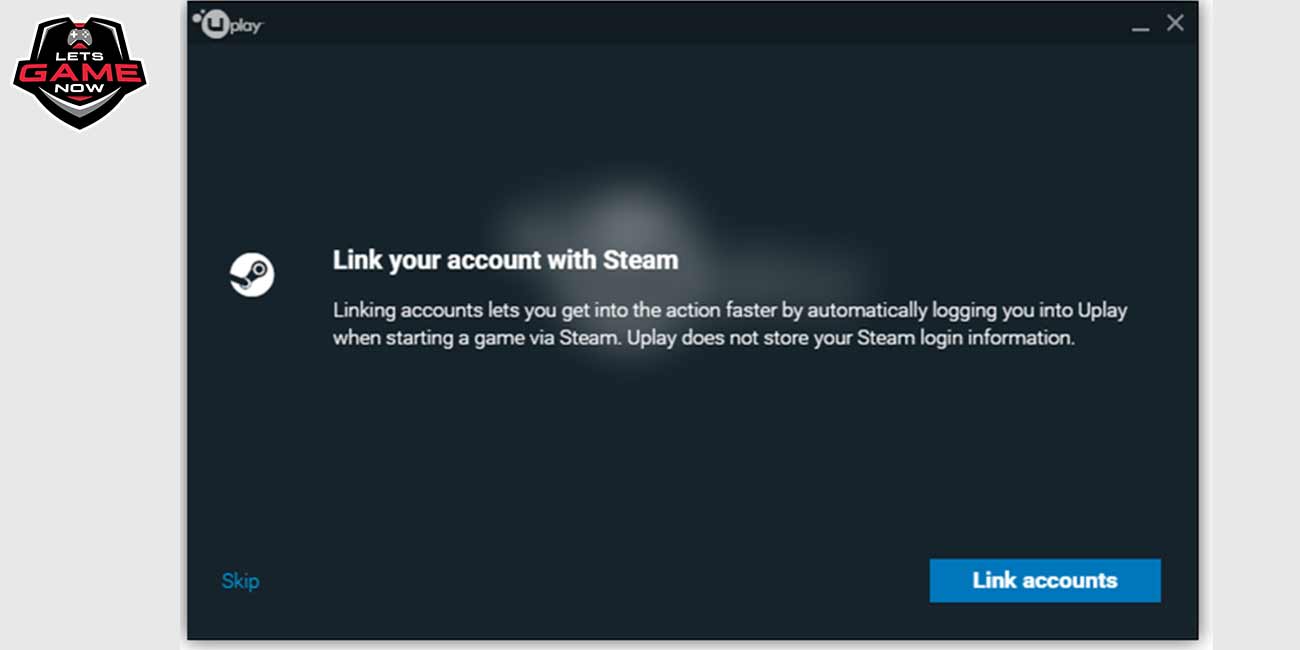 LETS
GAME
NOW
Uplay
Link your account with Steam
Linking accounts lets you get into the action faster by automatically logging you into Uplay
when starting a game via Steam. Uplay does not store your Steam login information.
Skip
Link accounts